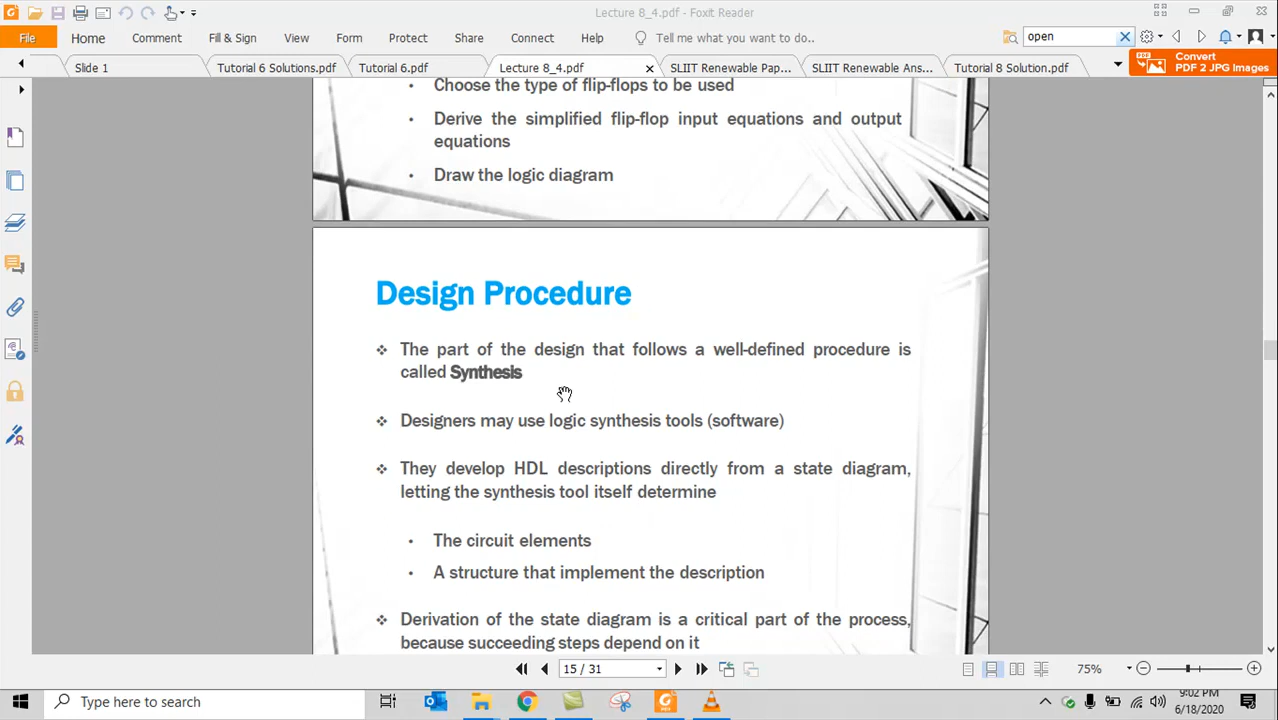 Lecture 8_4.pdf - Foxit Reader
File Home Comment Fill & Sign View Form Protect Share Connect Help Tell me what you want to do.. open
Slide 1 Tutorial 6 Solutions.pdf Tutorial 6.pdf Lecture 8_4.pdf SLIIT Renewable Pap... SLIIT Renewable Ans... Tutorial 8 Solution.pdf
Convert
PDF 2 JPG Images
• Choose the type of flip-flops to be used
• Derive the simplified flip-flop input equations and output
equations
• Draw the logic diagram
Design Procedure
❖ The part of the design that follows a well-defined procedure is
called Synthesis
❖ Designers may use logic synthesis tools (software)
❖ They develop HDL descriptions directly from a state diagram,
letting the synthesis tool itself determine
• The circuit elements
• A structure that implement the description
❖ Derivation of the state diagram is a critical part of the process,
because succeeding steps depend on it
15 / 31
75%
Type here to search
9:02 PM
6/18/2020